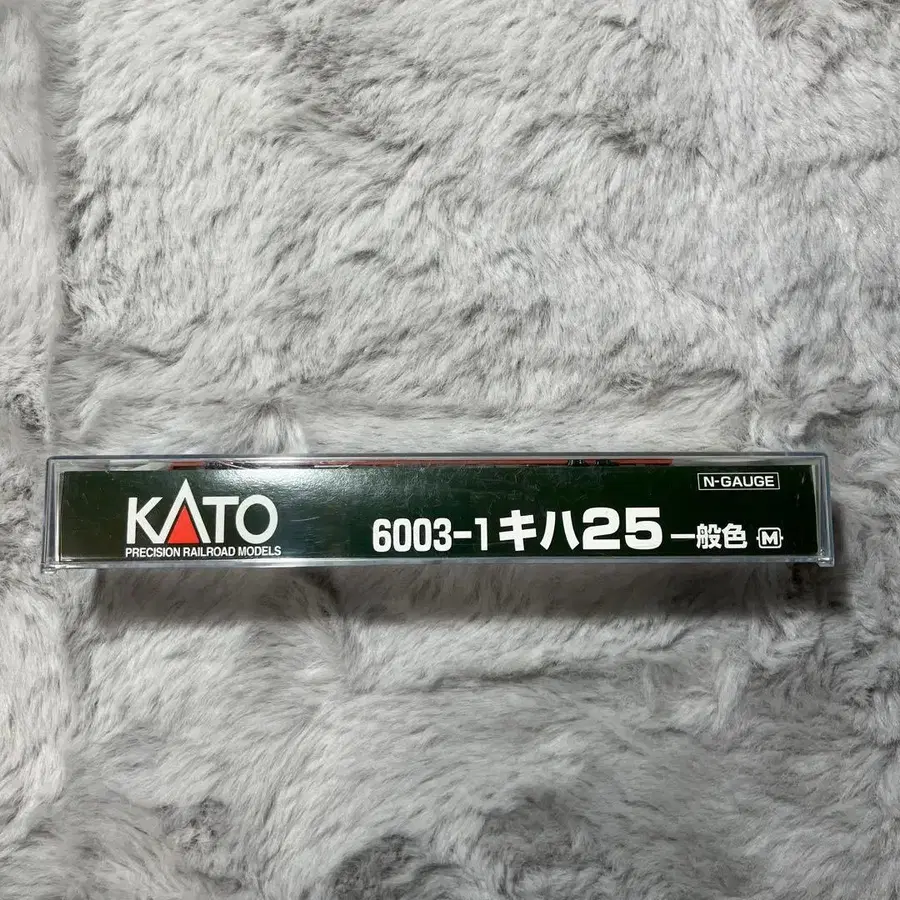 KATO
PRECISION RAILROAD MODELS
6003-1 キハ25 一般色 M
N-GAUGE